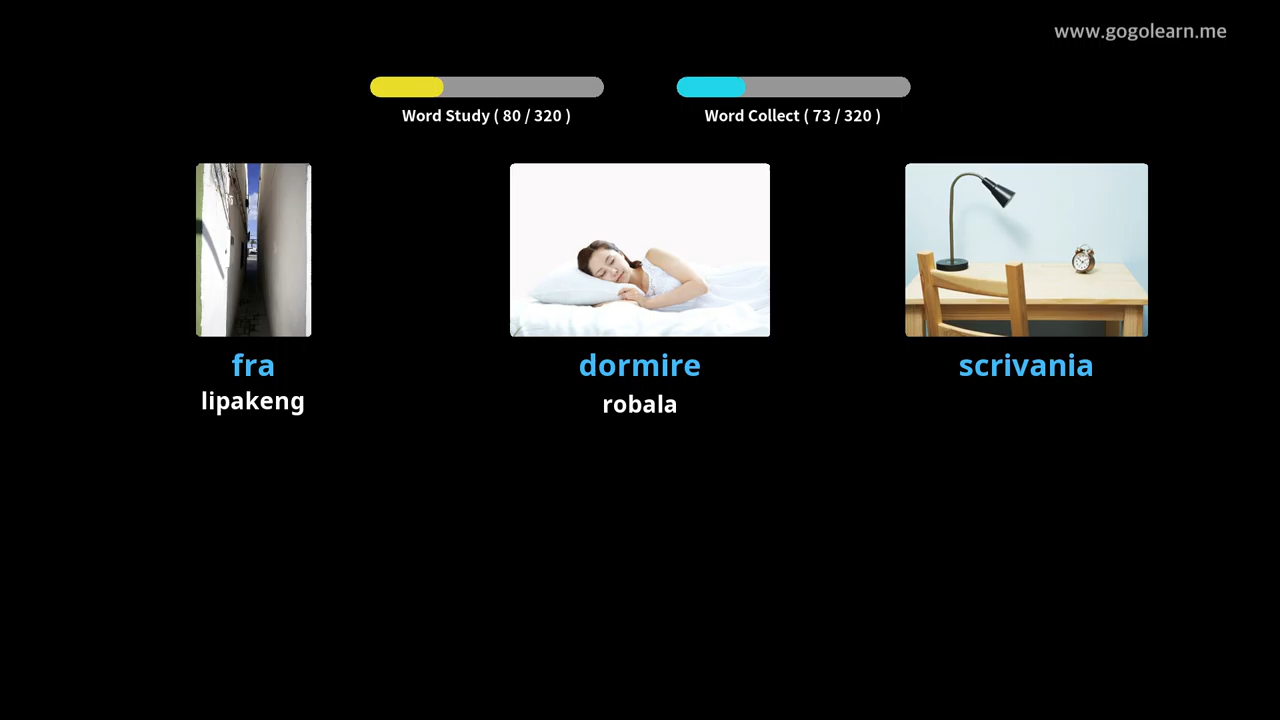 www.gogolearn.me
Word Study ( 80 / 320 )
Word Collect ( 73 / 320 )
fra
lipakeng
dormire
robala
scrivania